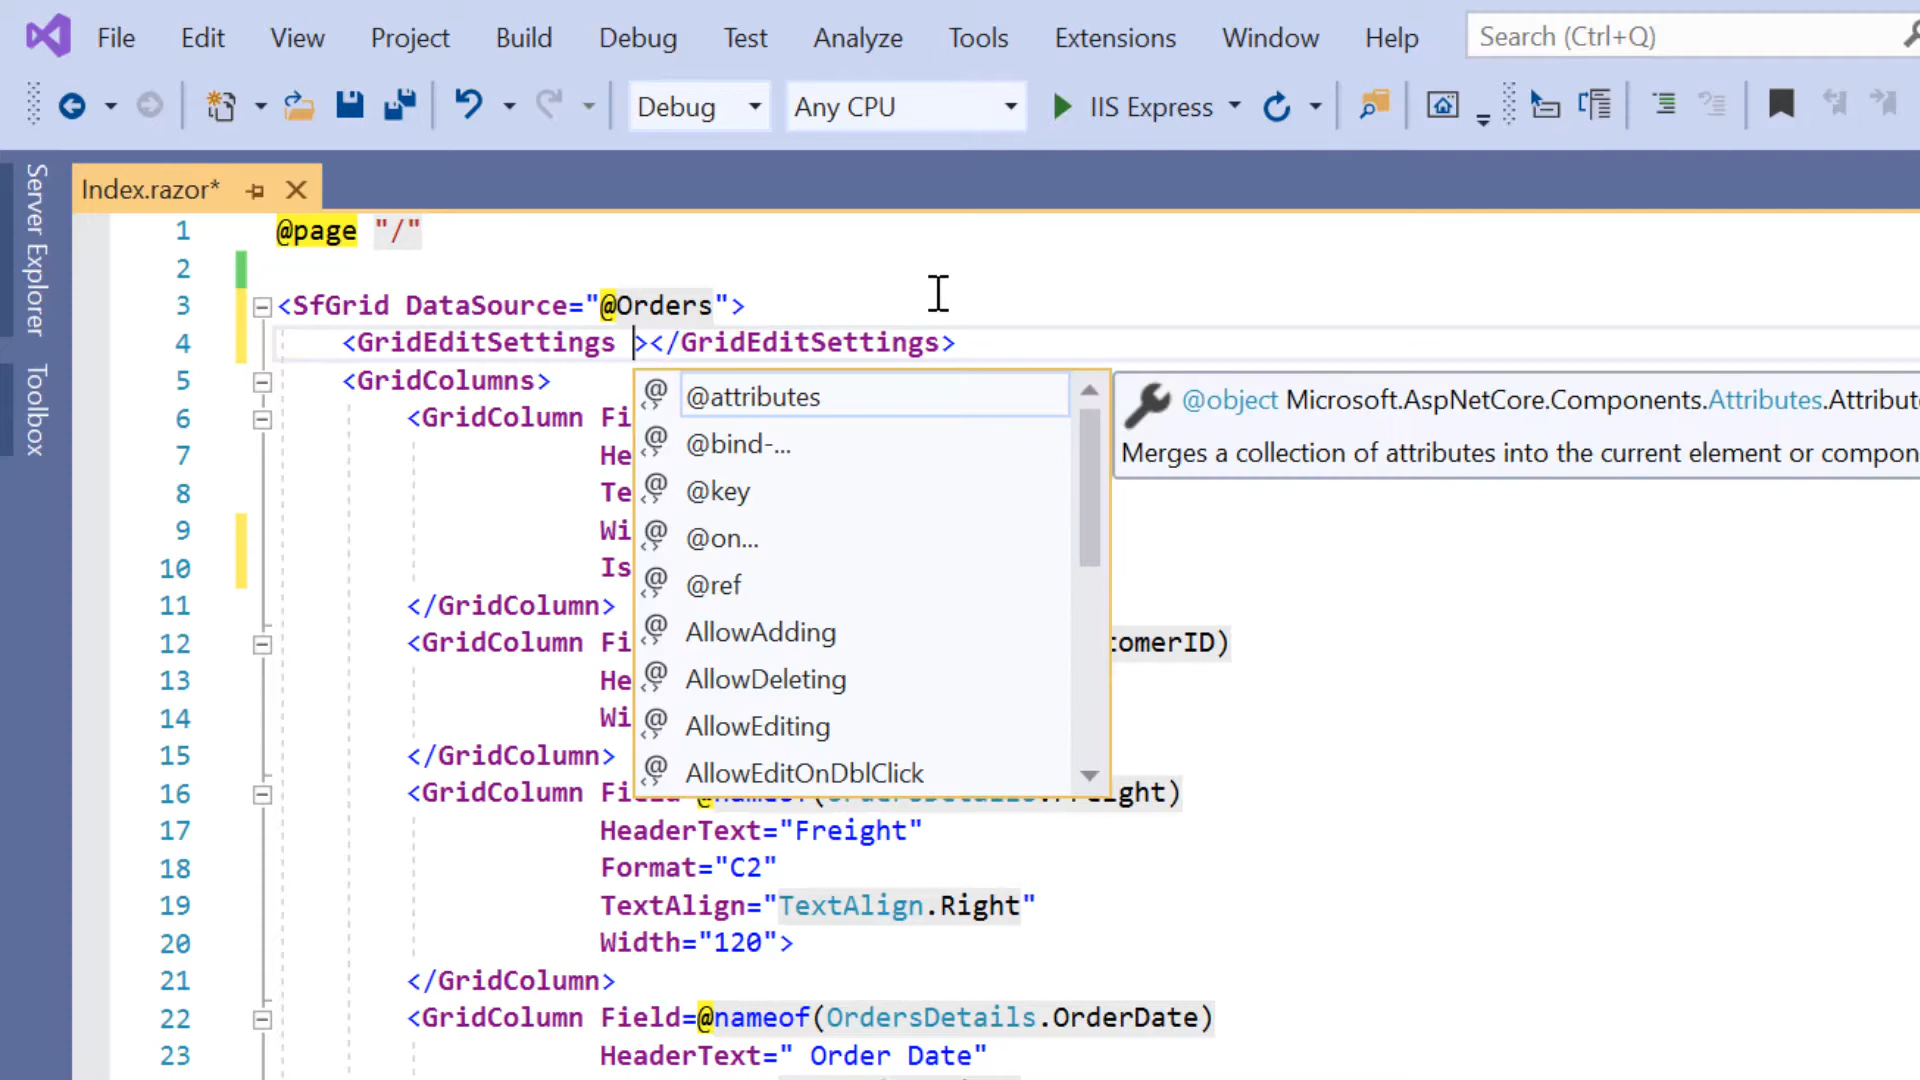 File Edit View Project Build Debug Test Analyze Tools Extensions Window Help Search (Ctrl+Q)
Debug Any CPU IIS Express
Server Explorer
Toolbox
Index.razor*
1 @page "/"
2
3 <SfGrid DataSource="@Orders">
4 <GridEditSettings ></GridEditSettings>
5 <GridColumns>
6 <GridColumn Fi
7 He
8 Te
9 Wi
10 Is
11 </GridColumn>
12 <GridColumn Fi tomerID)
13 He
14 Wi
15 </GridColumn>
16 <GridColumn Field ight)
17 HeaderText="Freight"
18 Format="C2"
19 TextAlign="TextAlign.Right"
20 Width="120">
21 </GridColumn>
22 <GridColumn Field=@nameof(OrdersDetails.OrderDate)
23 HeaderText=" Order Date"
@attributes
@bind-...
@key
@on...
@ref
AllowAdding
AllowDeleting
AllowEditing
AllowEditOnDblClick
@object Microsoft.AspNetCore.Components.Attributes.Attribut
Merges a collection of attributes into the current element or compon